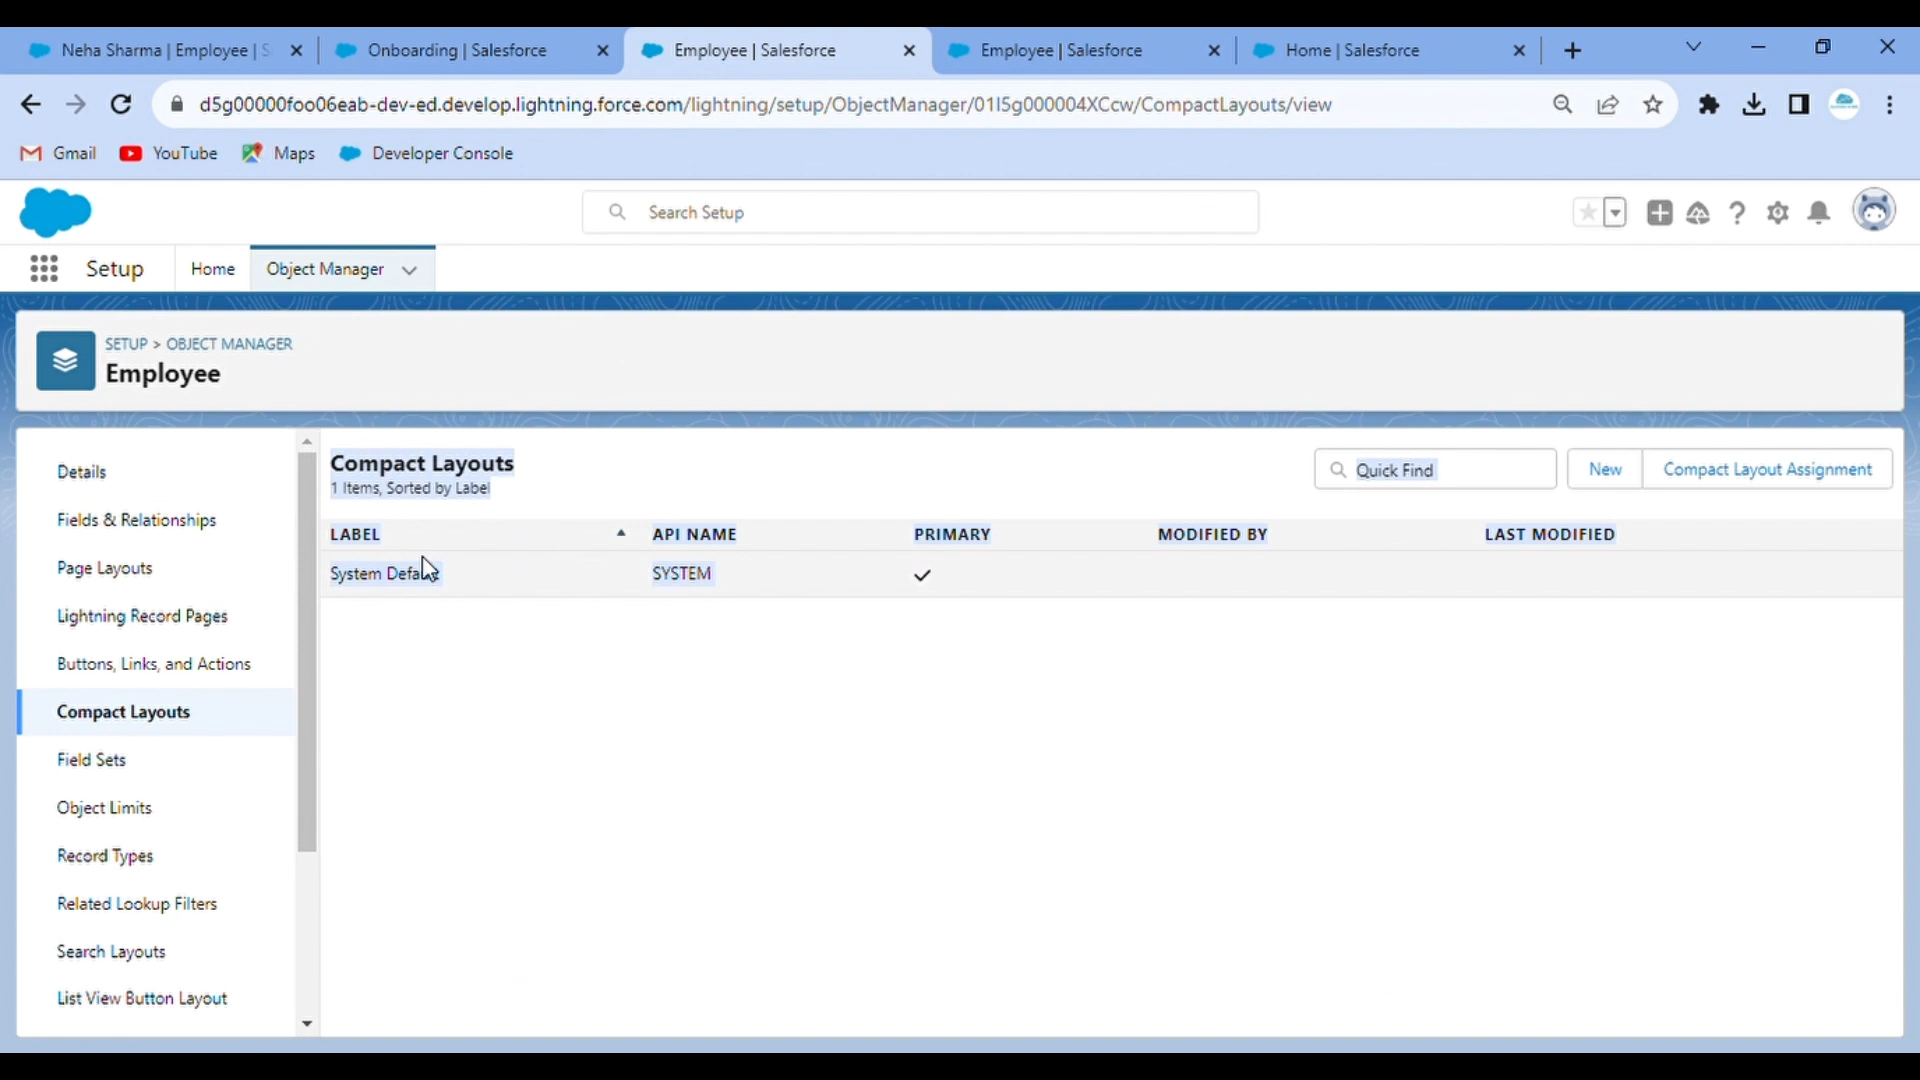 Neha Sharma | Employee | S
Onboarding | Salesforce
Employee | Salesforce
Employee | Salesforce
Home | Salesforce
d5g00000foo06eab-dev-ed.develop.lightning.force.com/lightning/setup/ObjectManager/01I5g000004XCcw/CompactLayouts/view
Gmail
YouTube
Maps
Developer Console
Search Setup
Setup
Home
Object Manager
SETUP > OBJECT MANAGER
Employee
Details
Fields & Relationships
Page Layouts
Lightning Record Pages
Buttons, Links, and Actions
Compact Layouts
Field Sets
Object Limits
Record Types
Related Lookup Filters
Search Layouts
List View Button Layout
Compact Layouts
1 Items, Sorted by Label
Quick Find
New
Compact Layout Assignment
LABEL API NAME PRIMARY MODIFIED BY LAST MODIFIED
System Default SYSTEM